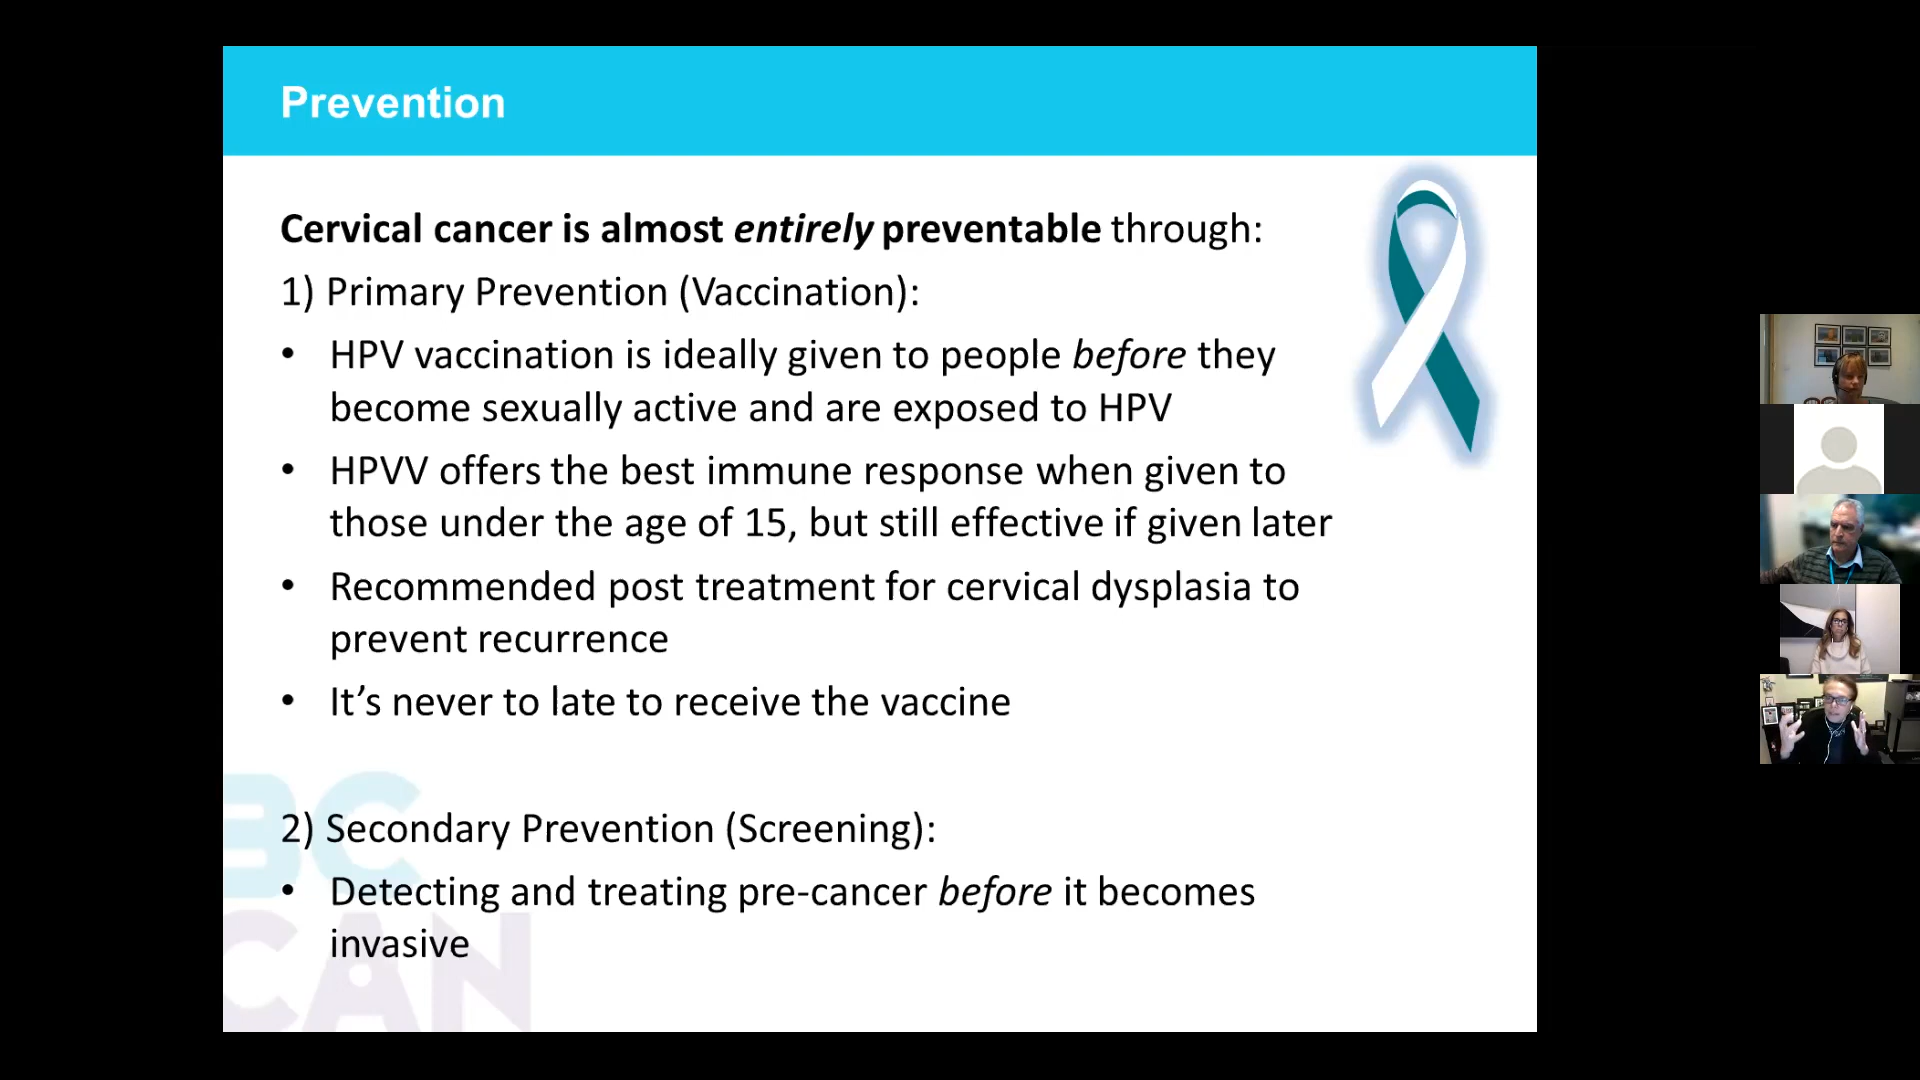 Prevention
Cervical cancer is almost entirely preventable through:
1) Primary Prevention (Vaccination):
• HPV vaccination is ideally given to people before they
become sexually active and are exposed to HPV
• HPVV offers the best immune response when given to
those under the age of 15, but still effective if given later
• Recommended post treatment for cervical dysplasia to
prevent recurrence
• It’s never to late to receive the vaccine
2) Secondary Prevention (Screening):
• Detecting and treating pre-cancer before it becomes
invasive
BC
CAN